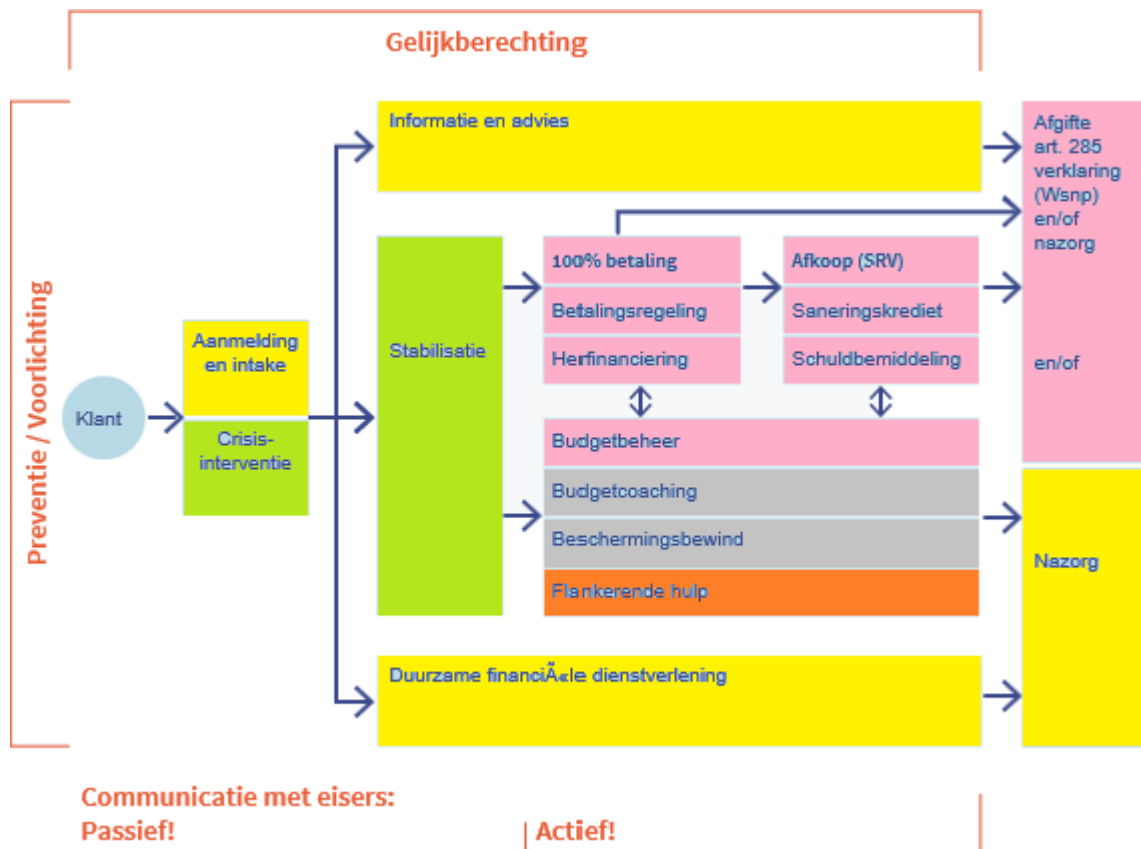 Gelijkberechting
Preventie / Voorlichting
Klant
Aanmelding
en intake
Crisis-
interventie
Informatie en advies
Stabilisatie
100% betaling
Betalingsregeling
Herfinanciering
Afkoop (SRV)
Saneringskrediet
Schuldbemiddeling
Budgetbeheer
Budgetcoaching
Beschermingsbewind
Flankerende hulp
Duurzame financiÃ«le dienstverlening
Afgifte
art. 285
verklaring
(Wsnp)
en/of
nazorg
en/of
Nazorg
Communicatie met eisers:
Passief!
Actief!